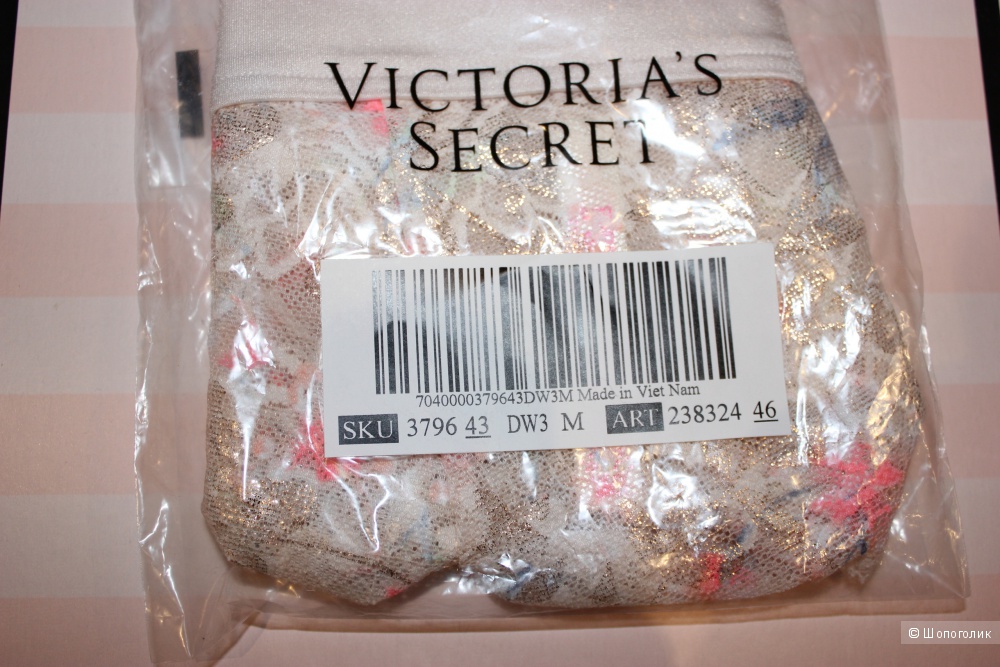 VICTORIA'S
SECRET
7040000379643DW3M Made in Viet Nam
SKU 3796 43 DW3 M ART 238324 46
© Шопоголик